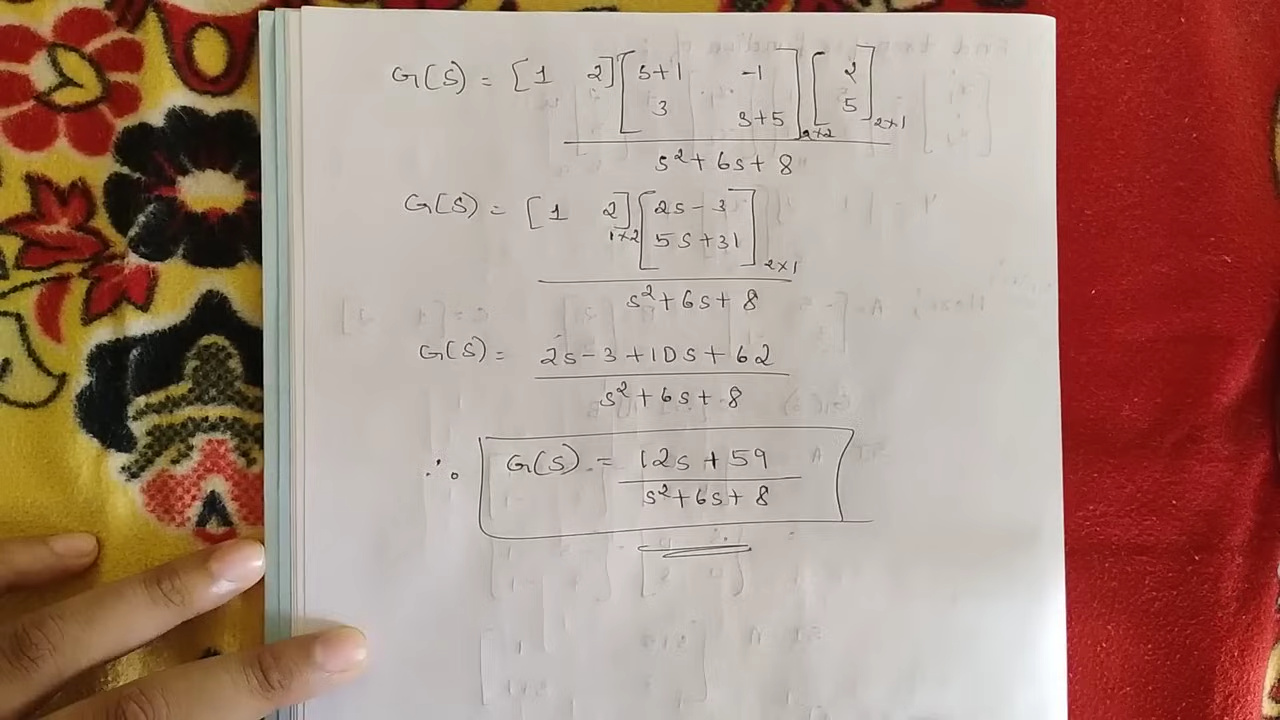 G(S) = [1 2] [s+1 -1
3 s+5]2×2 [2
5]2×1
s²+6s+8
G(S) = [1 2]1×2 [2s-3
5s+31]2×1
s²+6s+8
G(S) = 2s-3+10s+62
s²+6s+8
∴ G(S) = 12s+59
s²+6s+8